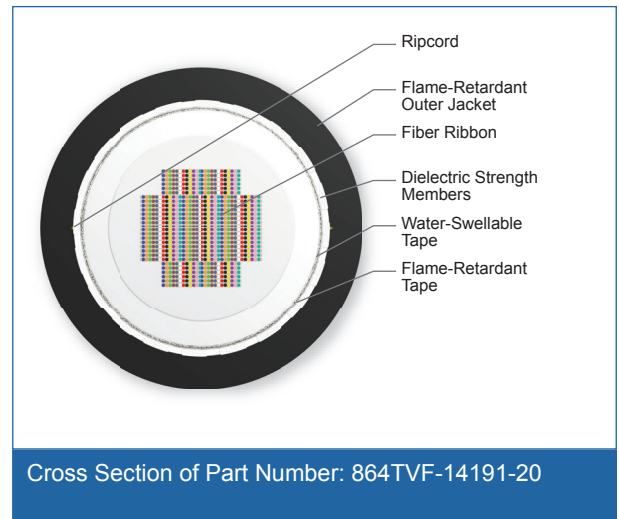 Ripcord
Flame-Retardant
Outer Jacket
Fiber Ribbon
Dielectric Strength
Members
Water-Swellable
Tape
Flame-Retardant
Tape
Cross Section of Part Number: 864TVF-14191-20